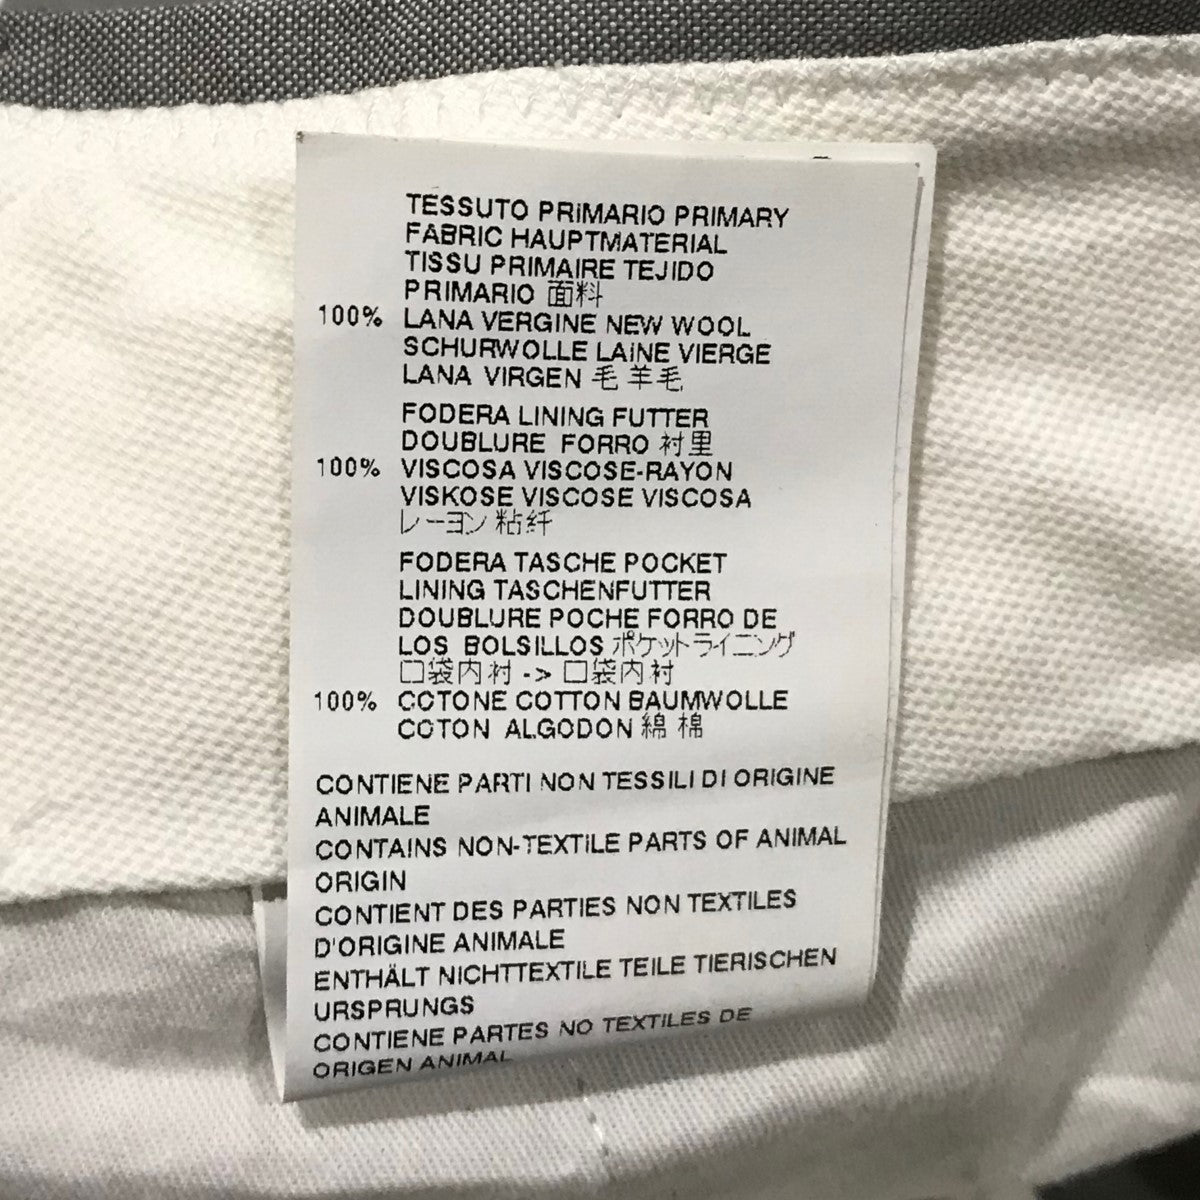 TESSUTO PRIMARIO PRIMARY
FABRIC HAUPTMATERIAL
TISSU PRIMAIRE TEJIDO
PRIMARIO 面料
100% LANA VERGINE NEW WOOL
SCHURWOLLE LAINE VIERGE
LANA VIRGEN 毛 羊毛
FODERA LINING FUTTER
DOUBLURE FORRO 衬里
100% VISCOSA VISCOSE-RAYON
VISKOSE VISCOSE VISCOSA
レーヨン 粘纤
FODERA TASCHE POCKET
LINING TASCHENFUTTER
DOUBLURE POCHE FORRO DE
LOS BOLSILLOS ポケットライニング
口袋内衬 -> 口袋内衬
100% COTONE COTTON BAUMWOLLE
COTON ALGODON 綿 棉
CONTIENE PARTI NON TESSILI DI ORIGINE
ANIMALE
CONTAINS NON-TEXTILE PARTS OF ANIMAL
ORIGIN
CONTIENT DES PARTIES NON TEXTILES
D'ORIGINE ANIMALE
ENTHÄLT NICHTTEXTILE TEILE TIERISCHEN
URSPRUNGS
CONTIENE PARTES NO TEXTILES DE
ORIGEN ANIMAL